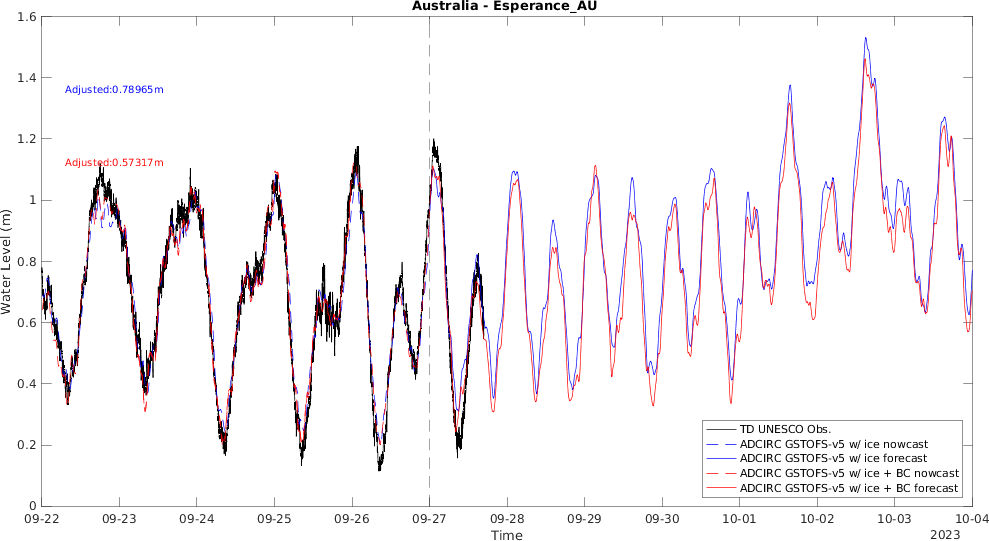 Australia - Esperance_AU
1.6
1.4
1.2
1
0.8
0.6
0.4
0.2
0
Water Level (m)
Adjusted:0.78965m
Adjusted:0.57317m
TD UNESCO Obs.
ADCIRC GSTOFS-v5 w/ ice nowcast
ADCIRC GSTOFS-v5 w/ ice forecast
ADCIRC GSTOFS-v5 w/ ice + BC nowcast
ADCIRC GSTOFS-v5 w/ ice + BC forecast
09-22 09-23 09-24 09-25 09-26 09-27 09-28 09-29 09-30 10-01 10-02 10-03 10-04
Time
2023